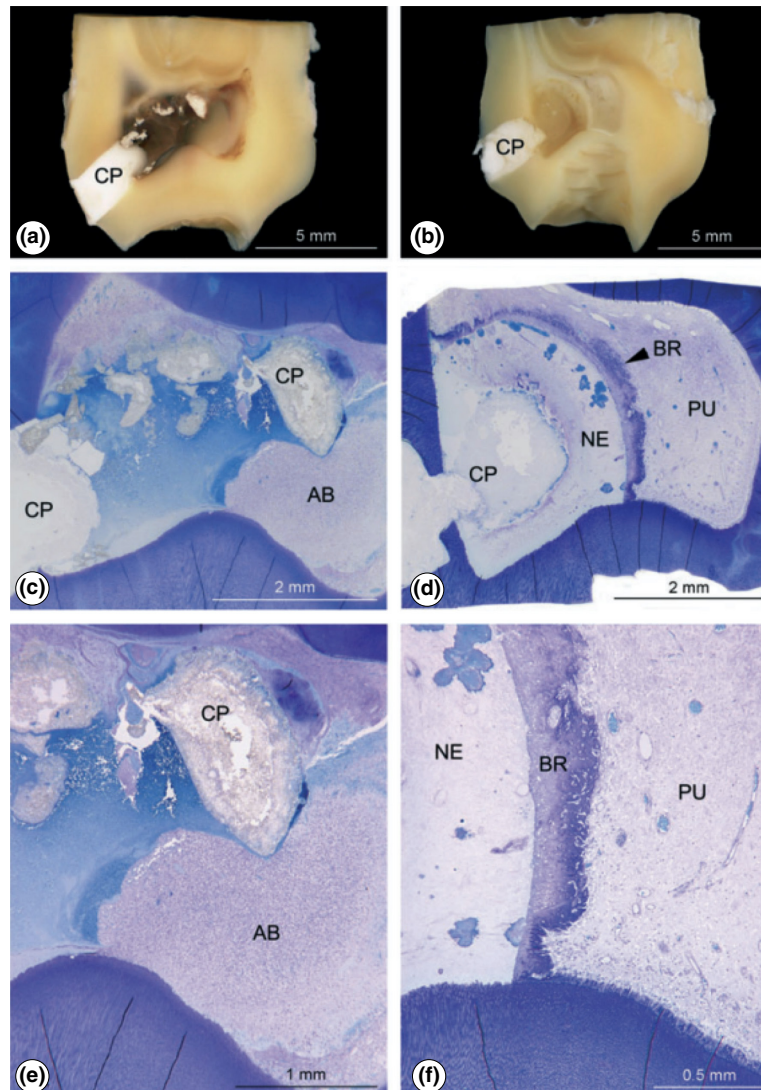 CP
5 mm
(a)
CP
5 mm
(b)
CP
CP
AB
2 mm
(c)
BR
PU
NE
CP
2 mm
(d)
CP
AB
1 mm
(e)
NE
BR
PU
0.5 mm
(f)